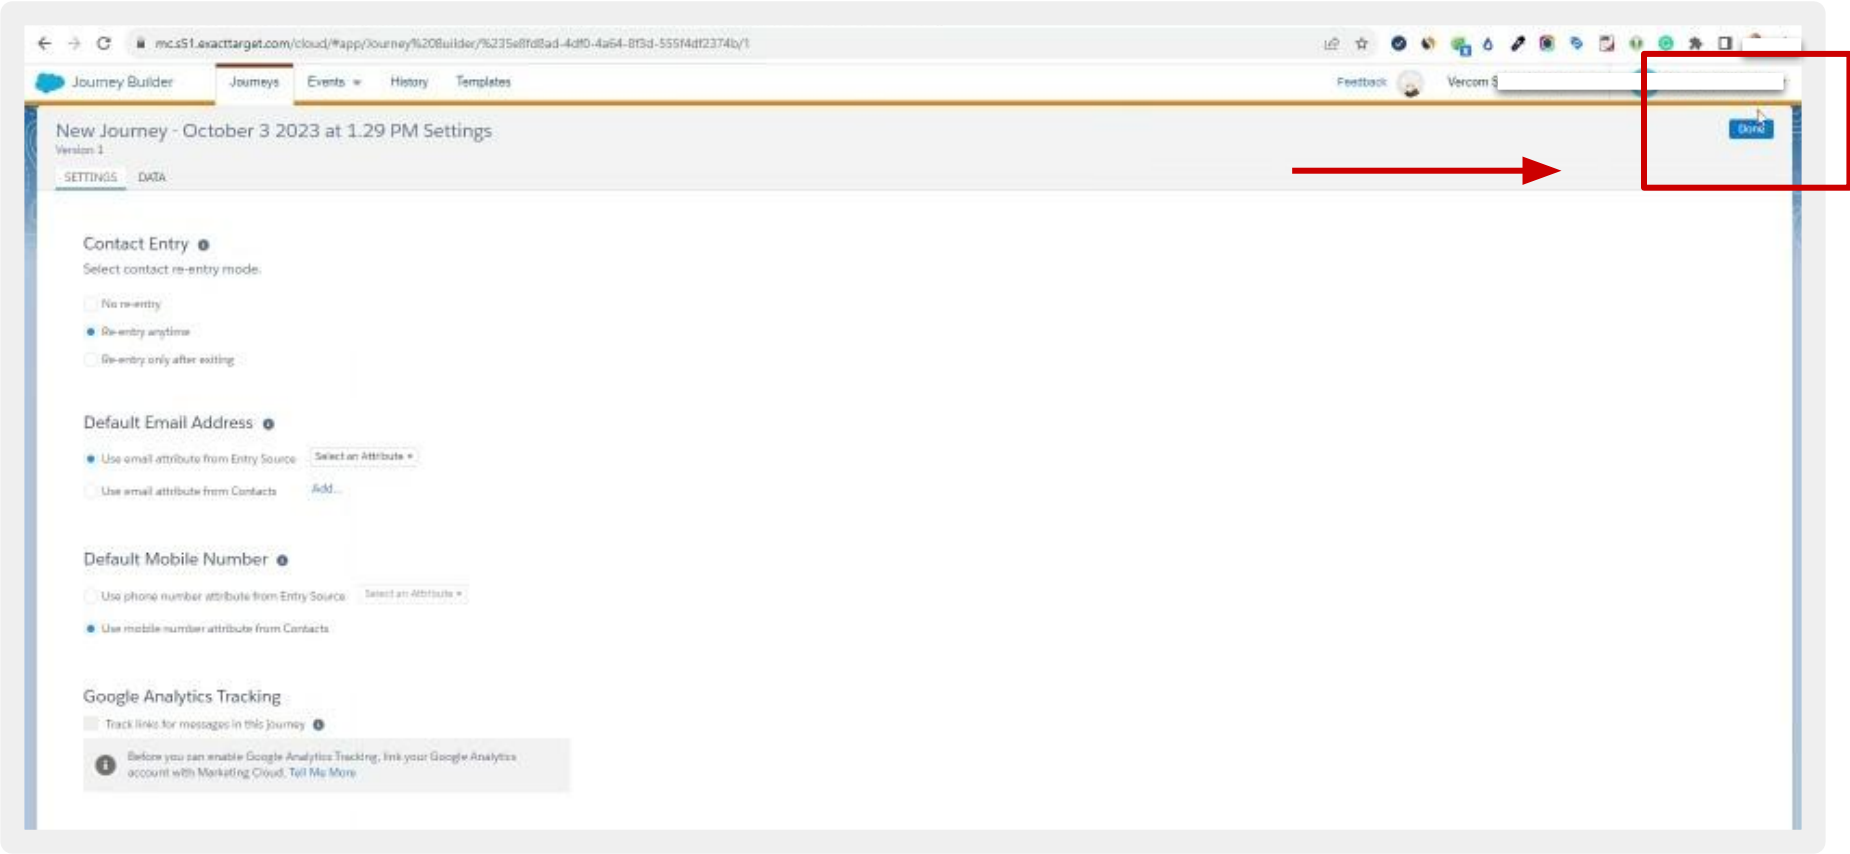 mc.s51.exacttarget.com/cloud/#app/Journey%20Builder/%235e8fd8ad-4df0-4a64-8f3d-555f4df2374b/1
Journey Builder Journeys Events History Templates Feedback Vercom S
New Journey - October 3 2023 at 1.29 PM Settings Done
Version 1
SETTINGS DATA
Contact Entry
Select contact re-entry mode.
No re-entry
Re-entry anytime
Re-entry only after exiting
Default Email Address
Use email attribute from Entry Source Select an Attribute
Use email attribute from Contacts Add...
Default Mobile Number
Use phone number attribute from Entry Source Select an Attribute
Use mobile number attribute from Contacts
Google Analytics Tracking
Track links for messages in this journey
Before you can enable Google Analytics Tracking, link your Google Analytics
account with Marketing Cloud. Tell Me More